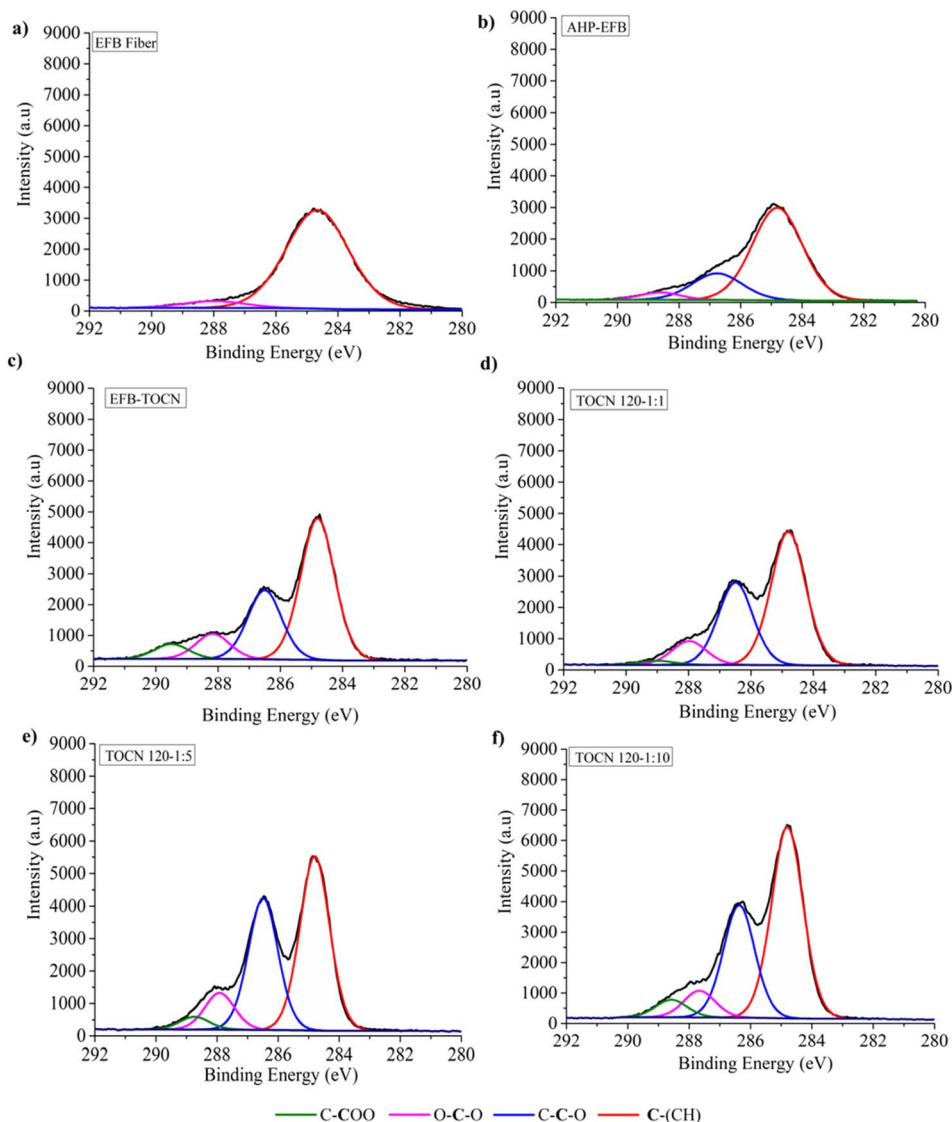 a)
EFB Fiber
9000
8000
7000
6000
5000
4000
3000
2000
1000
0
Intensity (a.u)
292 290 288 286 284 282 280
Binding Energy (eV)
b)
AHP-EFB
9000
8000
7000
6000
5000
4000
3000
2000
1000
0
Intensity (a.u)
292 290 288 286 284 282 280
Binding Energy (eV)
c)
EFB-TOCN
9000
8000
7000
6000
5000
4000
3000
2000
1000
0
Intensity (a.u)
292 290 288 286 284 282 280
Binding Energy (eV)
d)
TOCN 120-1:1
9000
8000
7000
6000
5000
4000
3000
2000
1000
0
Intensity (a.u)
292 290 288 286 284 282 280
Binding Energy (eV)
e)
TOCN 120-1:5
9000
8000
7000
6000
5000
4000
3000
2000
1000
0
Intensity (a.u)
292 290 288 286 284 282 280
Binding Energy (eV)
f)
TOCN 120-1:10
9000
8000
7000
6000
5000
4000
3000
2000
1000
0
Intensity (a.u)
292 290 288 286 284 282 280
Binding Energy (eV)
C-COO O-C-O C-C-O C-(CH)